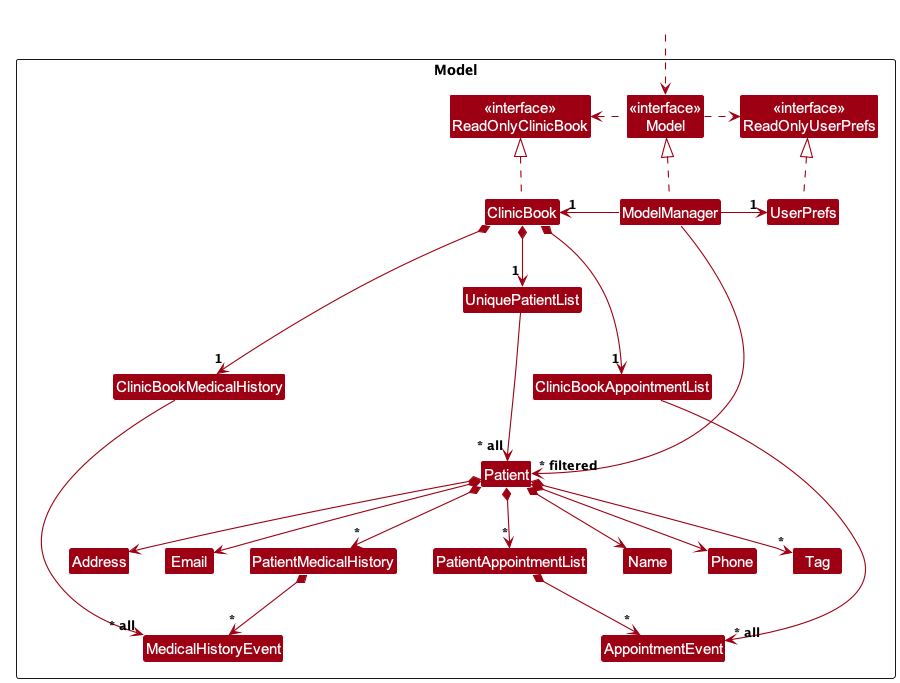 Model
«interface»
ReadOnlyClinicBook
«interface»
Model
«interface»
ReadOnlyUserPrefs
ClinicBook
1
ModelManager
1
UserPrefs
1
UniquePatientList
1
1
ClinicBookMedicalHistory
ClinicBookAppointmentList
* all
* filtered
Patient
*
*
*
Address
Email
PatientMedicalHistory
PatientAppointmentList
Name
Phone
Tag
* all
*
*
* all
MedicalHistoryEvent
AppointmentEvent